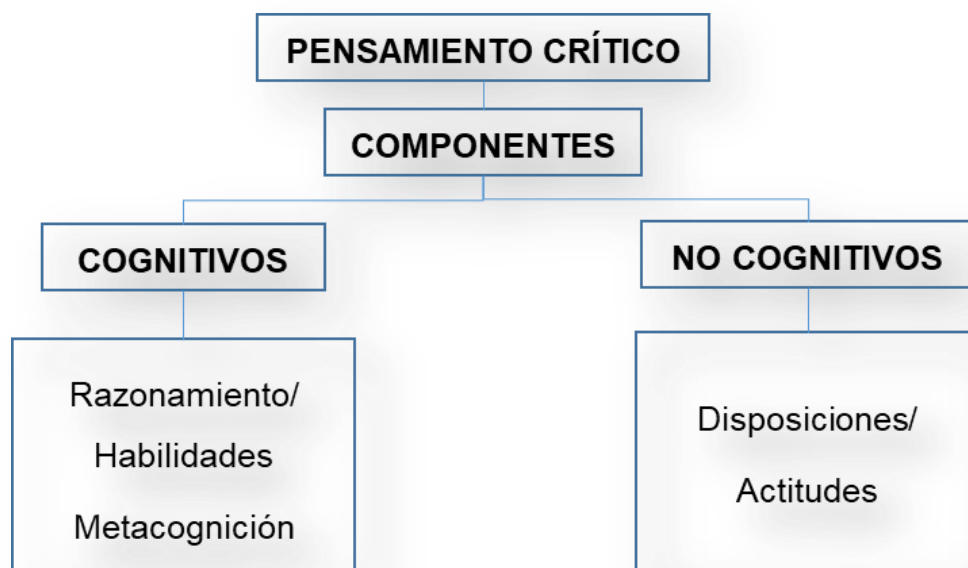 PENSAMIENTO CRÍTICO
COMPONENTES
COGNITIVOS
NO COGNITIVOS
Razonamiento/
Habilidades
Metacognición
Disposiciones/
Actitudes